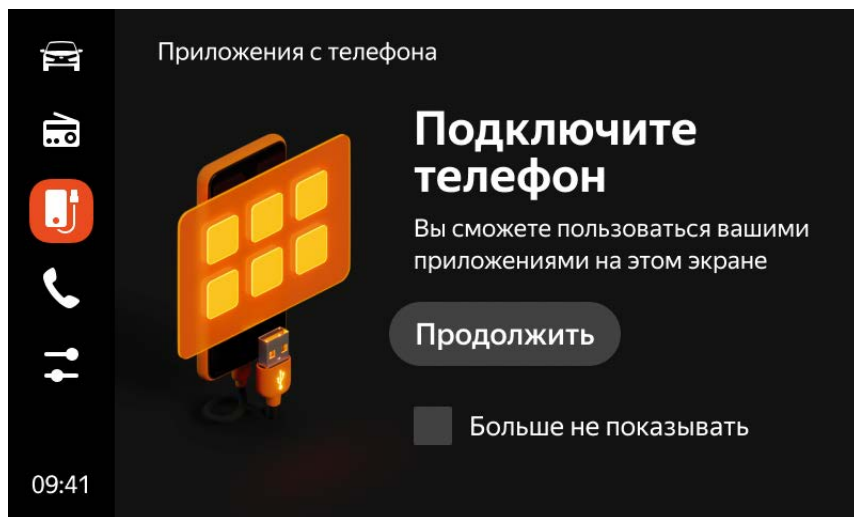 Приложения с телефона
Подключите
телефон
Вы сможете пользоваться вашими
приложениями на этом экране
Продолжить
Больше не показывать
09:41